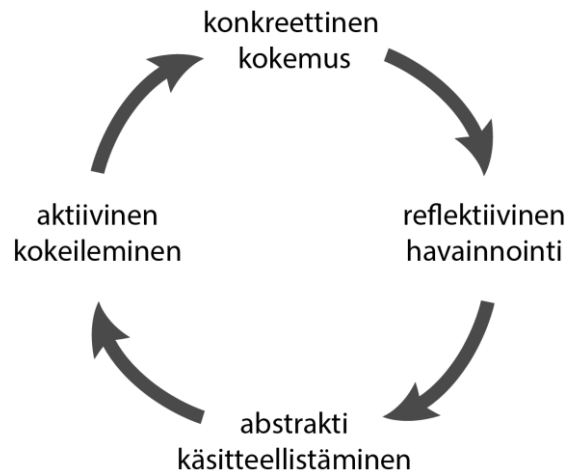 konkreettinen
kokemus
reflektiivinen
havainnointi
abstrakti
käsitteellistäminen
aktiivinen
kokeileminen